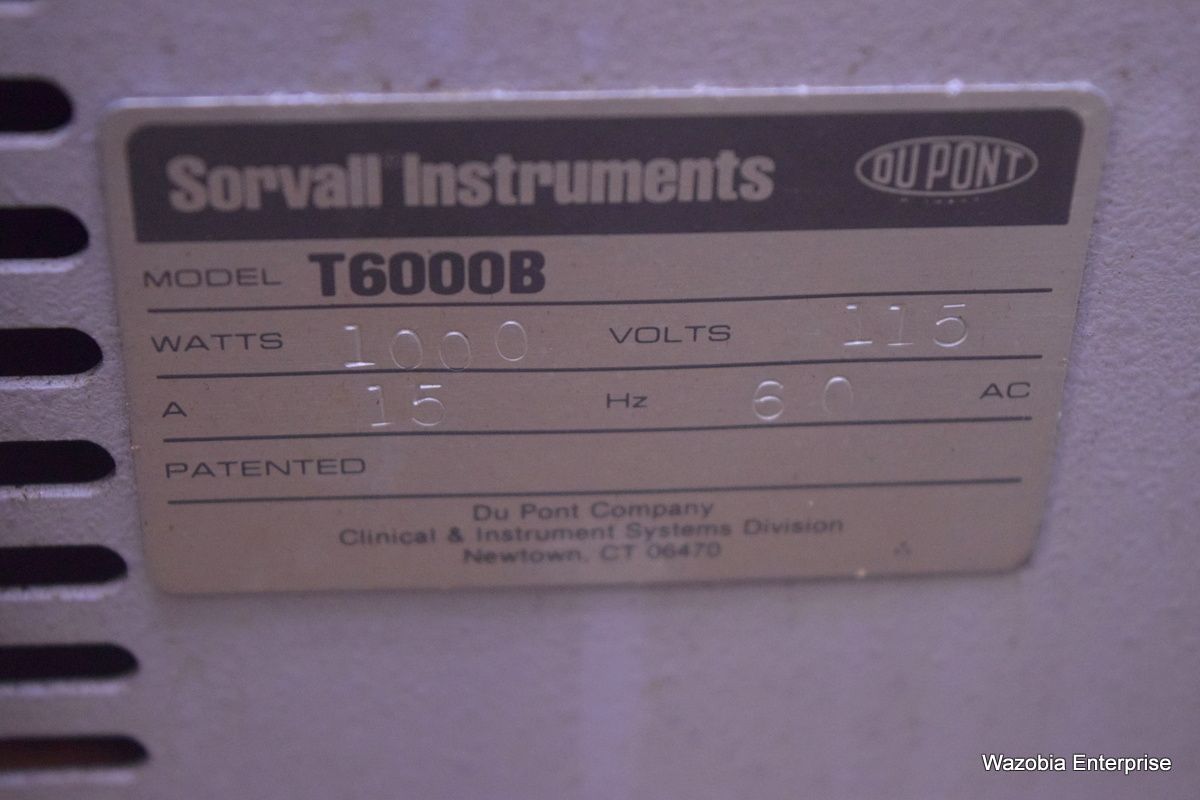 Sorvall Instruments DU PONT
MODEL T6000B
WATTS 1000 VOLTS 115
A 15 Hz 60 AC
PATENTED
Du Pont Company
Clinical & Instrument Systems Division
Newtown, CT 06470
Wazobia Enterprise